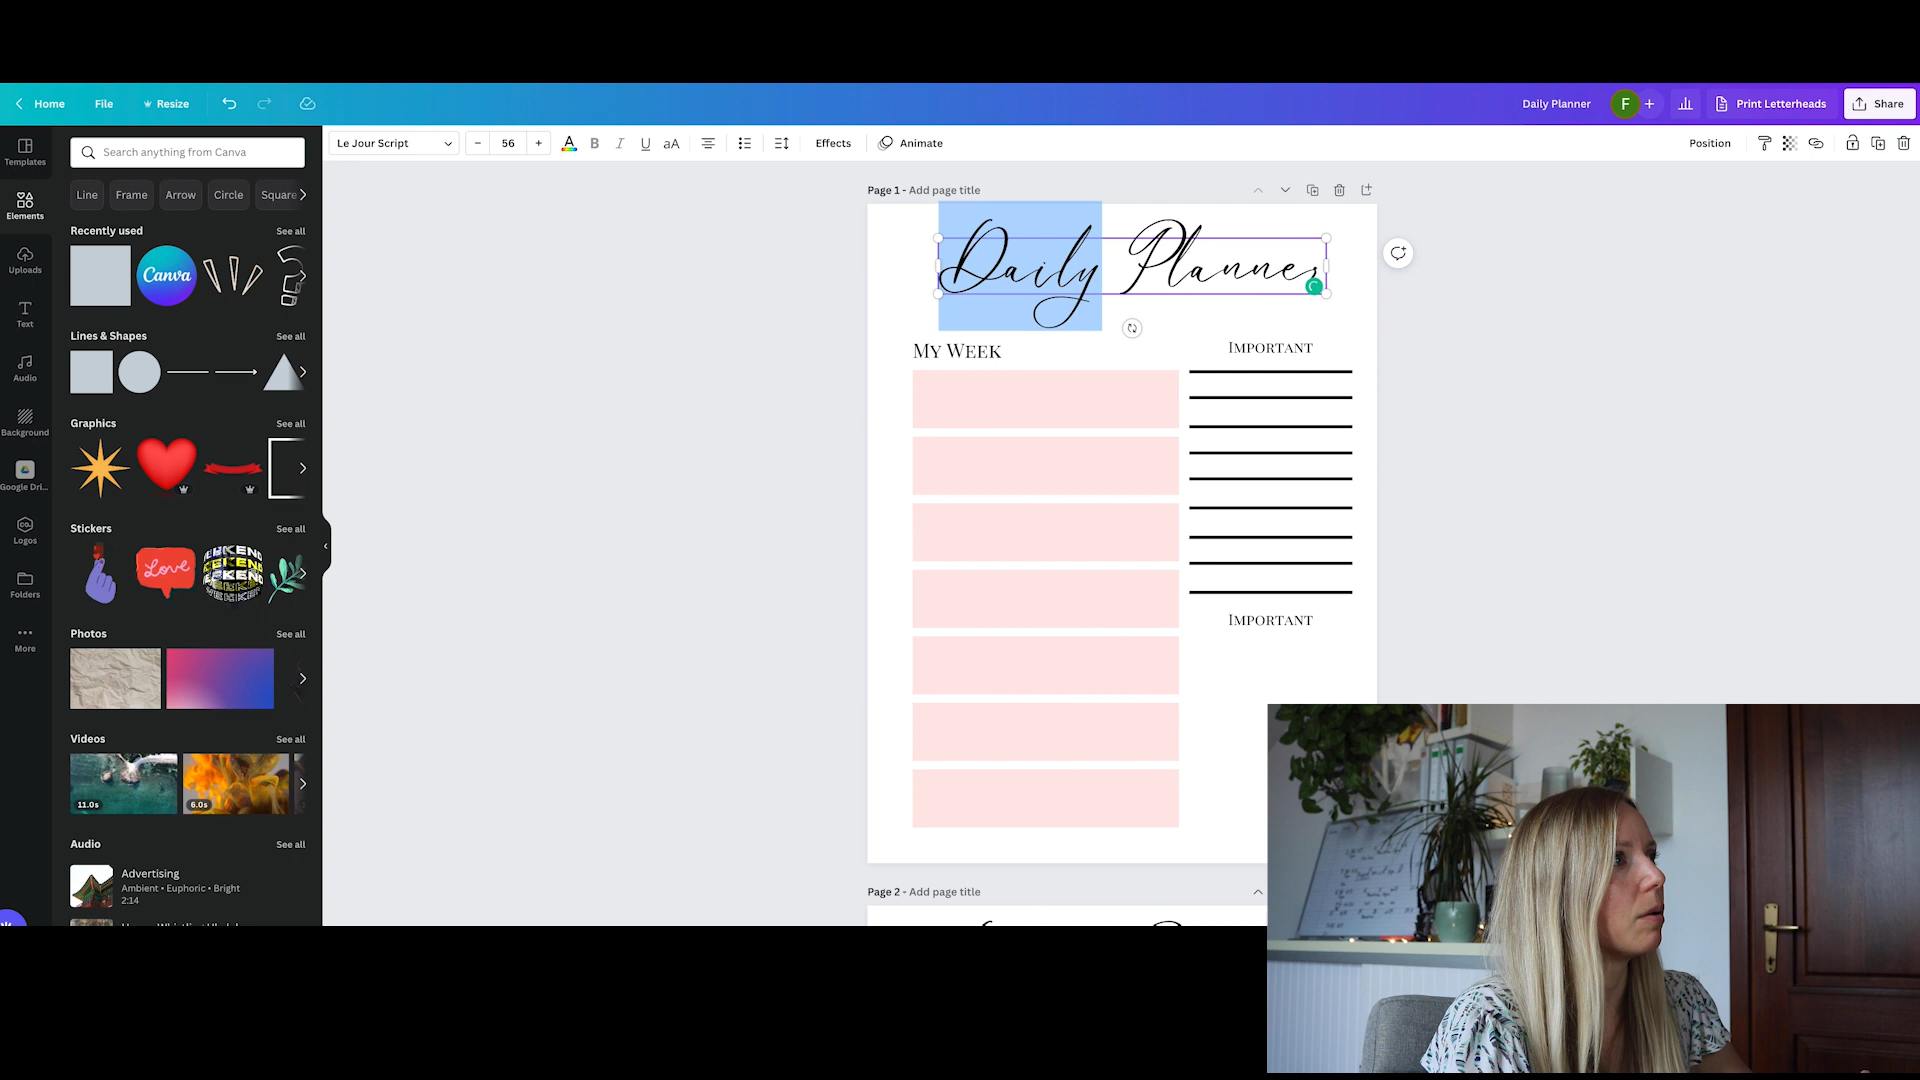 Home File Resize Daily Planner F + Print Letterheads Share
Templates
Elements
Uploads
Text
Audio
Background
Google Dri...
Logos
Folders
More
Search anything from Canva
Line Frame Arrow Circle Square
Recently used See all
Canva
Lines & Shapes See all
Graphics See all
Stickers See all
Love
Photos See all
Videos See all
11.0s 6.0s
Audio See all
Advertising
Ambient • Euphoric • Bright
2:14
Le Jour Script - 56 + A B I U aA Effects Animate Position
Page 1 - Add page title
Daily Planner
My Week
Important
Important
Page 2 - Add page title